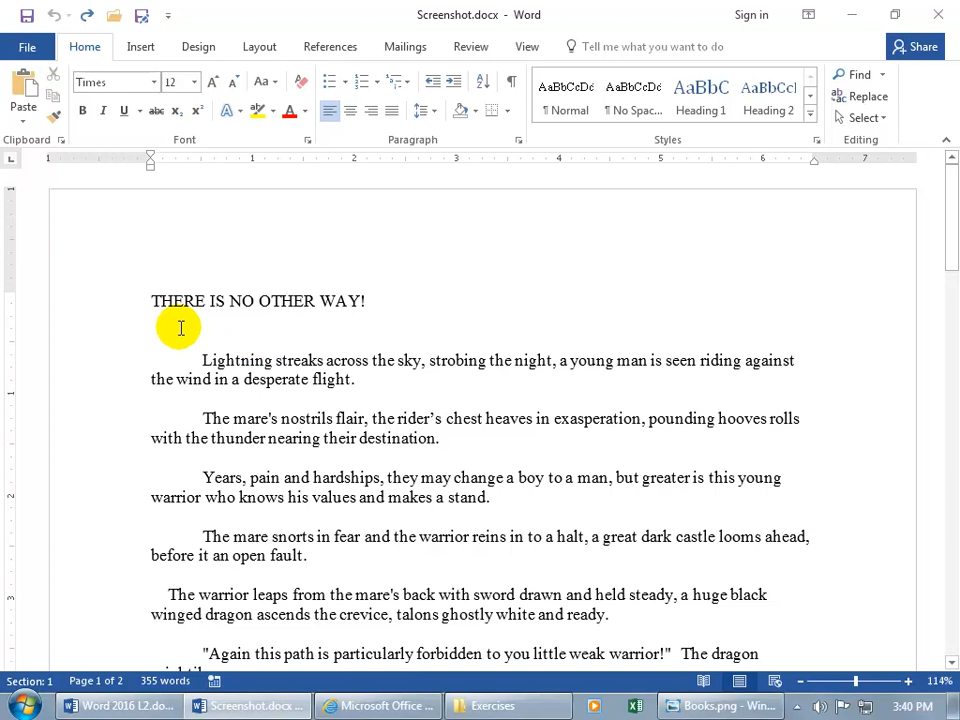 Screenshot.docx - Word
Sign in
File Home Insert Design Layout References Mailings Review View Tell me what you want to do Share
Paste
Times 12
AaBbCcDc AaBbCcDc AaBbC AaBbCcl
¶ Normal ¶ No Spac... Heading 1 Heading 2
Find
Replace
Select
Clipboard Font Paragraph Styles Editing
1 1 2 3 4 5 6 7
THERE IS NO OTHER WAY!
Lightning streaks across the sky, strobing the night, a young man is seen riding against
the wind in a desperate flight.
The mare's nostrils flair, the rider’s chest heaves in exasperation, pounding hooves rolls
with the thunder nearing their destination.
Years, pain and hardships, they may change a boy to a man, but greater is this young
warrior who knows his values and makes a stand.
The mare snorts in fear and the warrior reins in to a halt, a great dark castle looms ahead,
before it an open fault.
The warrior leaps from the mare's back with sword drawn and held steady, a huge black
winged dragon ascends the crevice, talons ghostly white and ready.
"Again this path is particularly forbidden to you little weak warrior!" The dragon
Section: 1 Page 1 of 2 355 words 114%
Word 2016 L2.do... Screenshot.docx ... Microsoft Office ... Exercises Books.png - Win... 3:40 PM